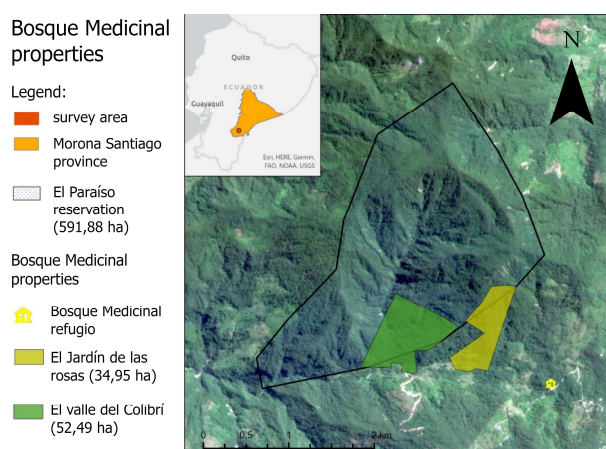 Bosque Medicinal
properties
Legend:
survey area
Morona Santiago
province
El Paraíso
reservation
(591,88 ha)
Bosque Medicinal
properties
Bosque Medicinal
refugio
El Jardín de las
rosas (34,95 ha)
El valle del Colibrí
(52,49 ha)
Quito
ECUADOR
Guayaquil
Esri, HERE, Garmin,
FAO, NOAA, USGS
N
0 0,5 1 2 km